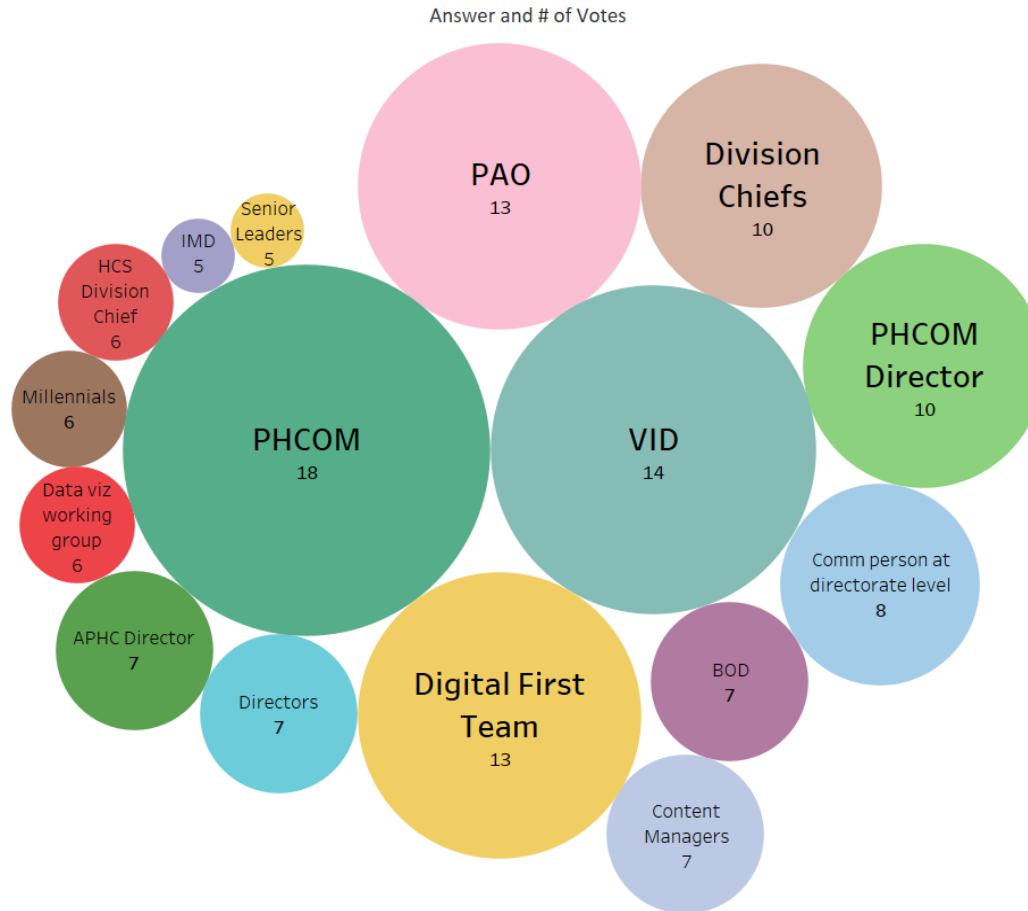 Answer and # of Votes
PAO
13
Division
Chiefs
10
Senior
Leaders
5
IMD
5
HCS
Division
Chief
6
PHCOM
Director
10
Millennials
6
PHCOM
18
VID
14
Data viz
working
group
6
Comm person at
directorate level
8
APHC Director
7
Directors
7
Digital First
Team
13
BOD
7
Content
Managers
7